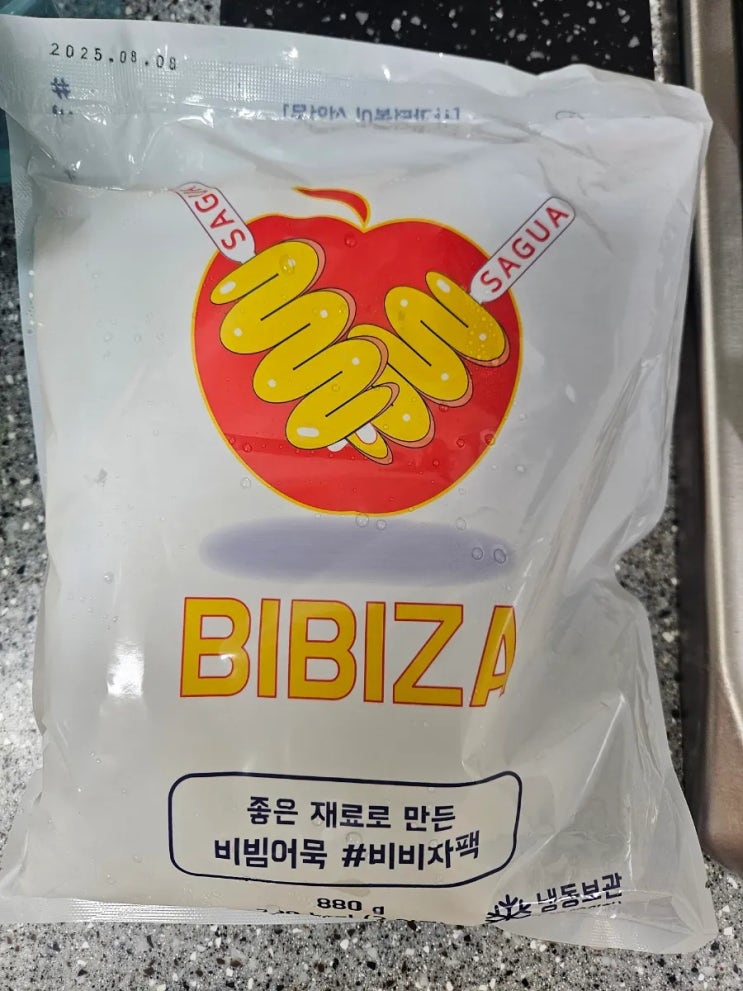 2025.08.08
#
SAGUA
SAGUA
BIBIZA
좋은 재료로 만든
비빔어묵 #비비자팩
냉동보관
880 g